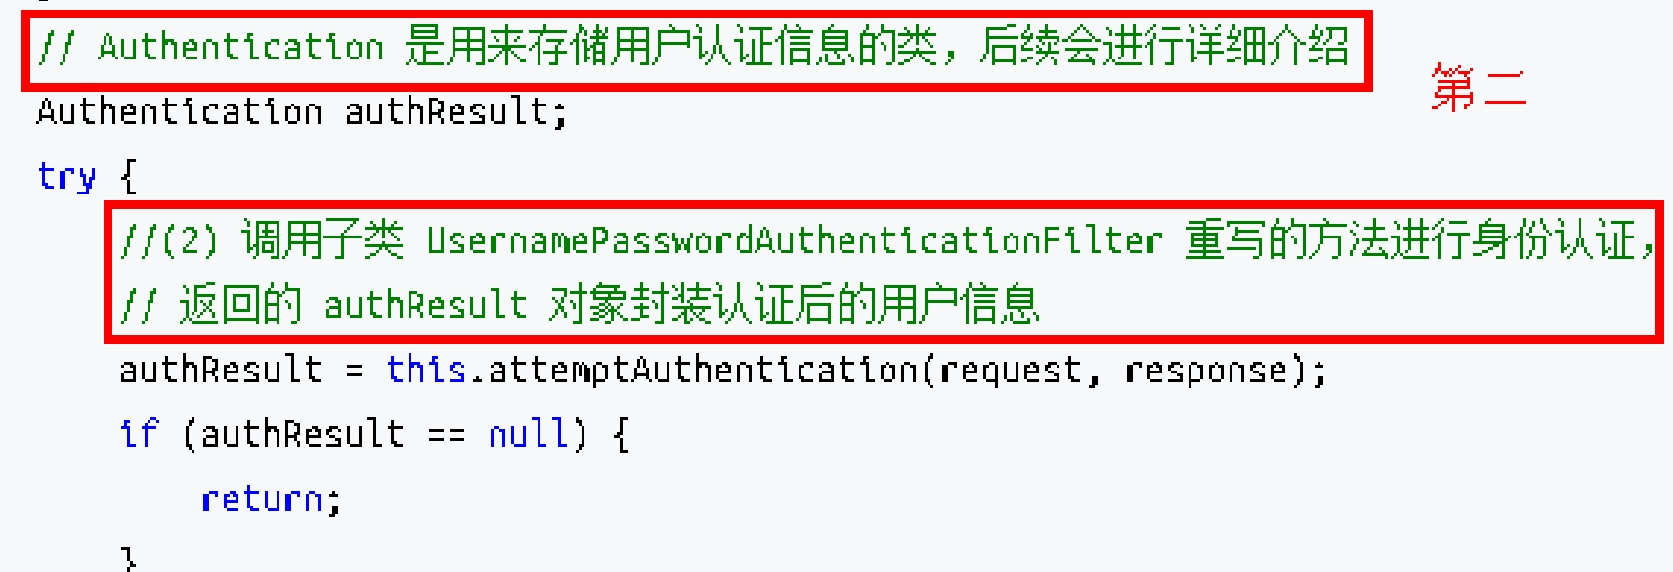 // Authentication 是用来存储用户认证信息的类，后续会进行详细介绍
第二
Authentication authResult;
try {
//(2) 调用子类 UsernamePasswordAuthenticationFilter 重写的方法进行身份认证，
// 返回的 authResult 对象封装认证后的用户信息
authResult = this.attemptAuthentication(request, response);
if (authResult == null) {
return;
}